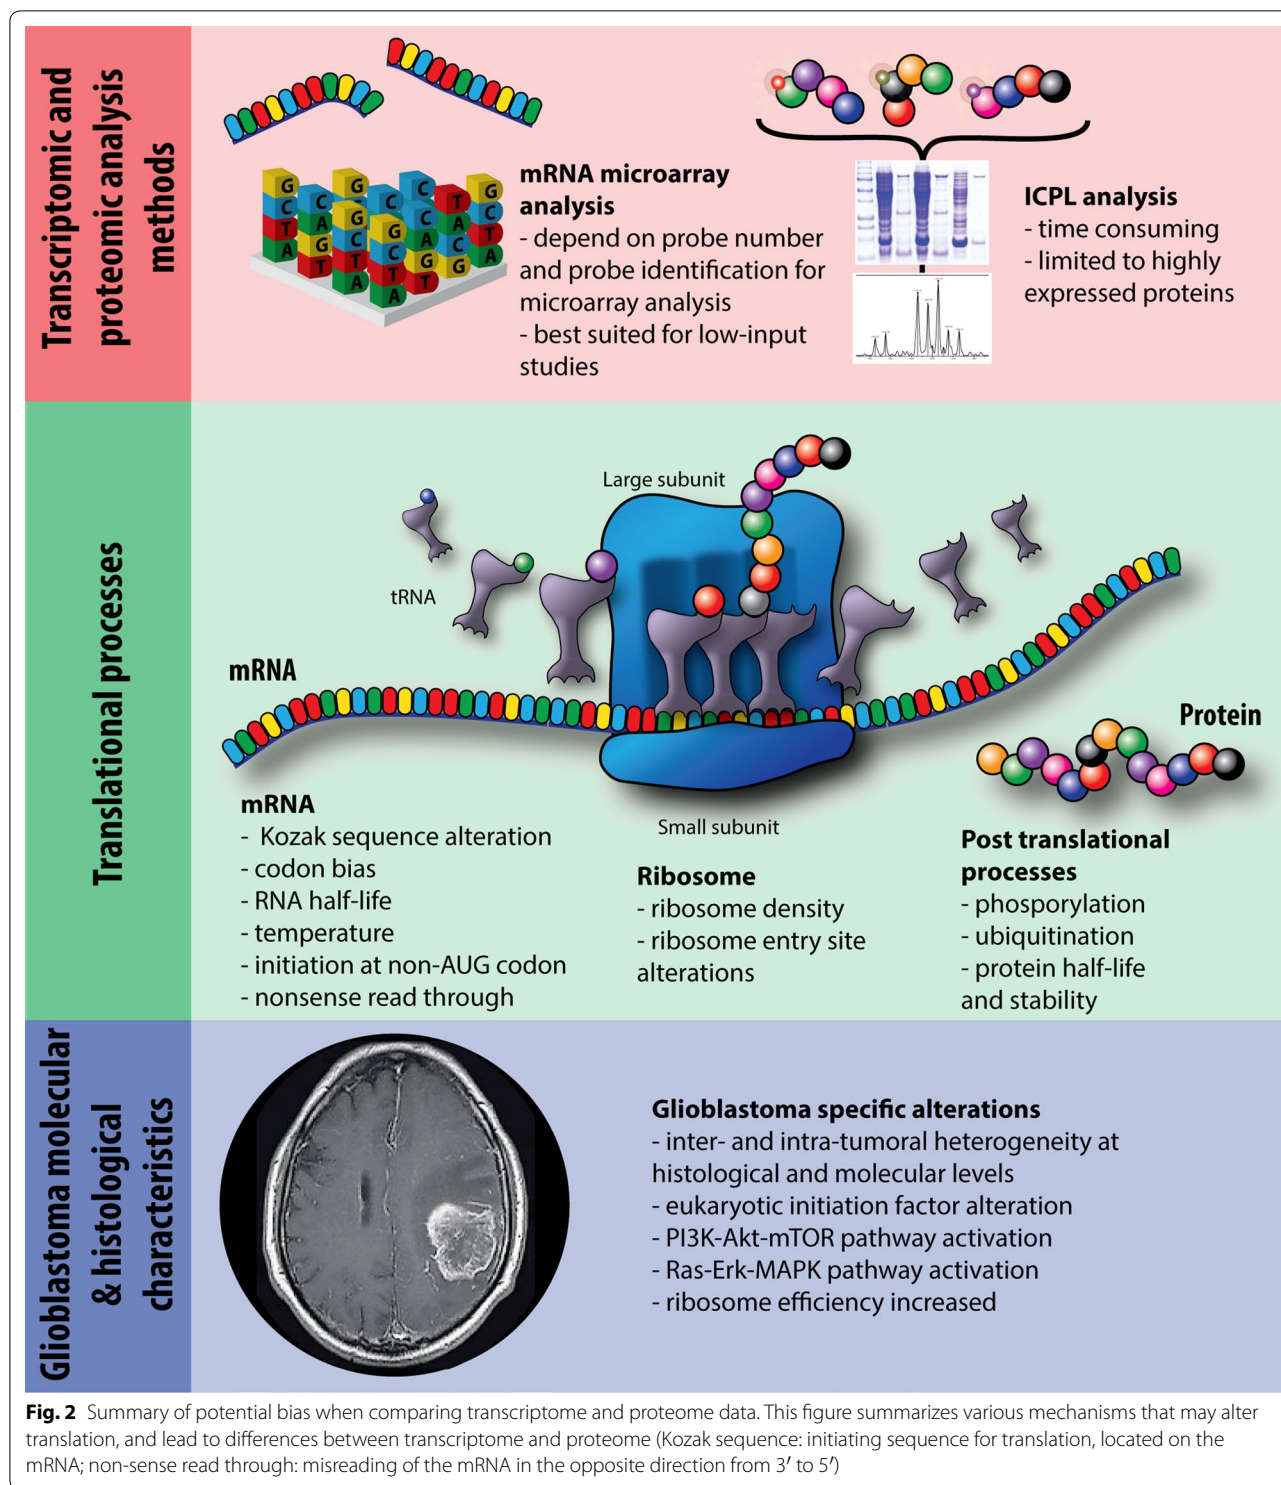 Transcriptomic and
proteomic analysis
methods
G
C
T
A
C
A
G
T
G
G
C
T
A
C
G
C
T
A
C
C
A
G
T
T
A
C
G
G
C
T
A
mRNA microarray
analysis
- depend on probe number
and probe identification for
microarray analysis
- best suited for low-input
studies
ICPL analysis
- time consuming
- limited to highly
expressed proteins
Translational processes
Large subunit
tRNA
mRNA
Small subunit
Protein
mRNA
- Kozak sequence alteration
- codon bias
- RNA half-life
- temperature
- initiation at non-AUG codon
- nonsense read through
Ribosome
- ribosome density
- ribosome entry site
alterations
Post translational
processes
- phosporylation
- ubiquitination
- protein half-life
and stability
Glioblastoma molecular
& histological
characteristics
Glioblastoma specific alterations
- inter- and intra-tumoral heterogeneity at
histological and molecular levels
- eukaryotic initiation factor alteration
- PI3K-Akt-mTOR pathway activation
- Ras-Erk-MAPK pathway activation
- ribosome efficiency increased
Fig. 2 Summary of potential bias when comparing transcriptome and proteome data. This figure summarizes various mechanisms that may alter
translation, and lead to differences between transcriptome and proteome (Kozak sequence: initiating sequence for translation, located on the
mRNA; non-sense read through: misreading of the mRNA in the opposite direction from 3′ to 5′)